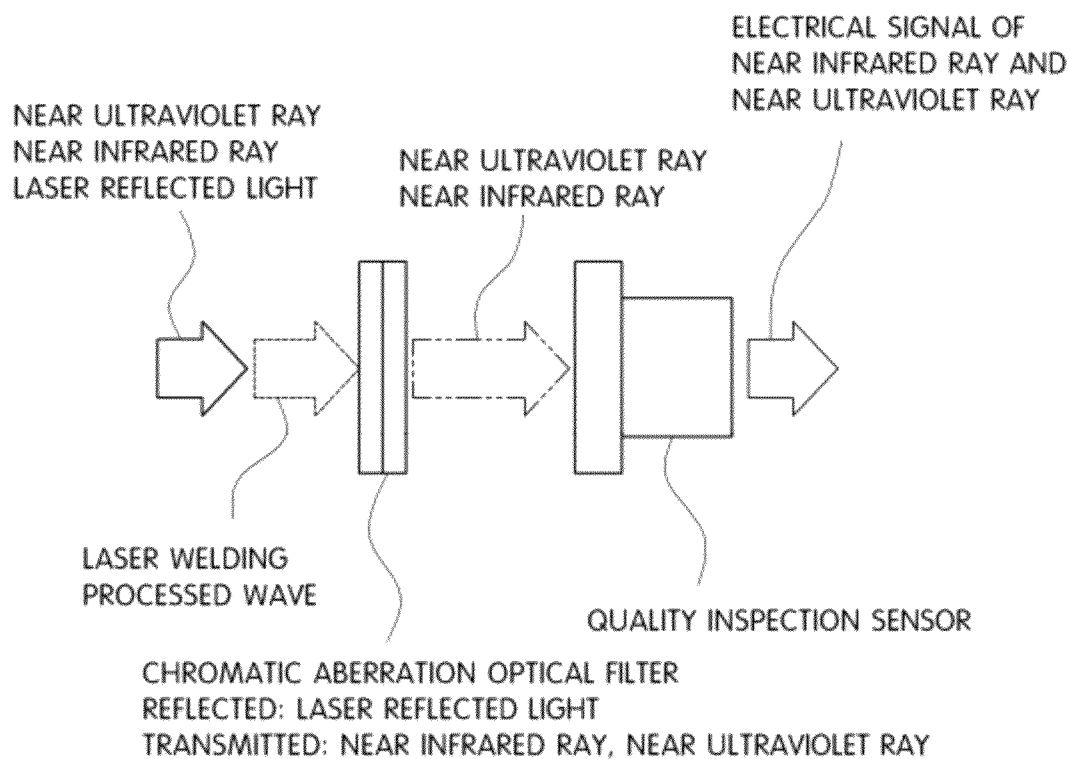 ELECTRICAL SIGNAL OF
NEAR INFRARED RAY AND
NEAR ULTRAVIOLET RAY
NEAR ULTRAVIOLET RAY
NEAR INFRARED RAY
LASER REFLECTED LIGHT
NEAR ULTRAVIOLET RAY
NEAR INFRARED RAY
LASER WELDING
PROCESSED WAVE
QUALITY INSPECTION SENSOR
CHROMATIC ABERRATION OPTICAL FILTER
REFLECTED: LASER REFLECTED LIGHT
TRANSMITTED: NEAR INFRARED RAY, NEAR ULTRAVIOLET RAY